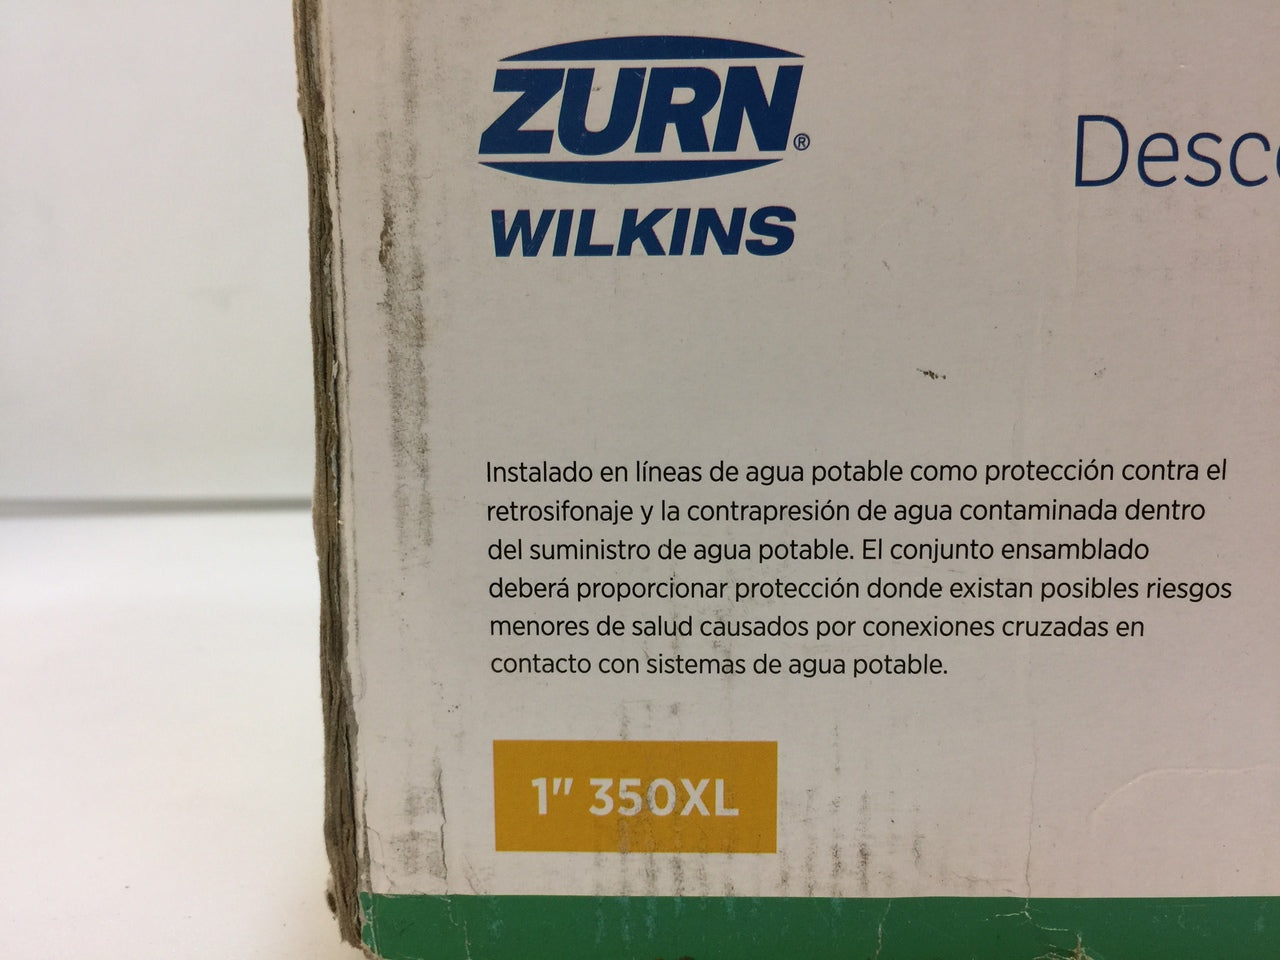 ZURN®
WILKINS
Instalado en líneas de agua potable como protección contra el
retrosifonaje y la contrapresión de agua contaminada dentro
del suministro de agua potable. El conjunto ensamblado
deberá proporcionar protección donde existan posibles riesgos
menores de salud causados por conexiones cruzadas en
contacto con sistemas de agua potable.
1" 350XL